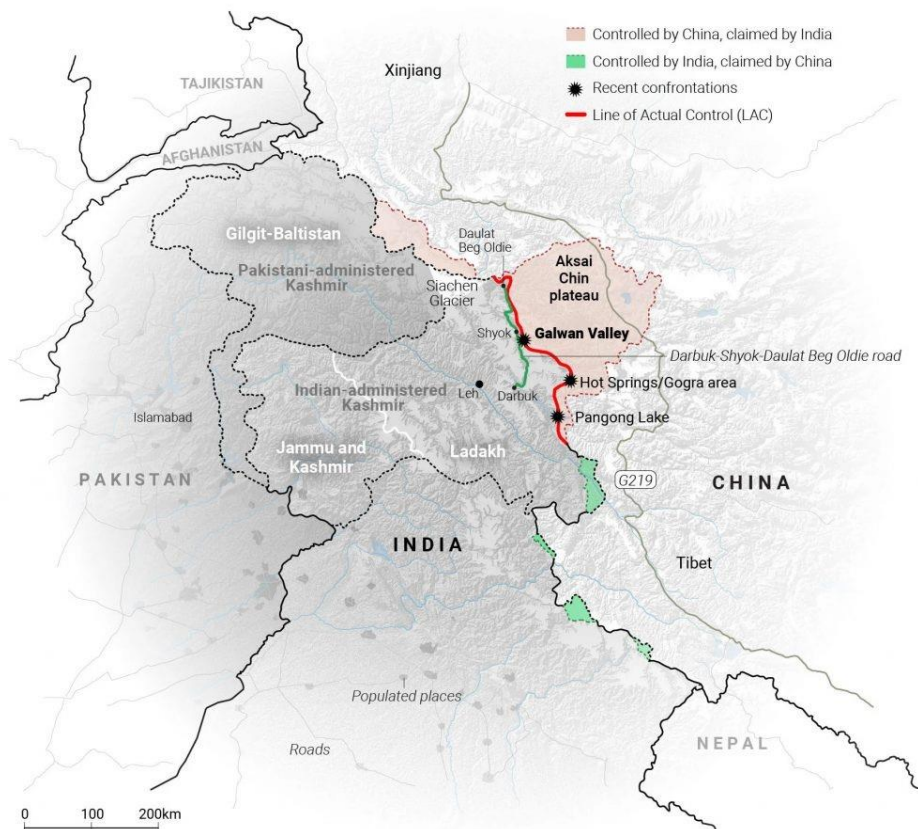 Controlled by China, claimed by India
Controlled by India, claimed by China
Recent confrontations
Line of Actual Control (LAC)
Xinjiang
TAJIKISTAN
AFGHANISTAN
Gilgit-Baltistan
Pakistani-administered
Kashmir
Daulat
Beg Oldie
Siachen
Glacier
Aksai
Chin
plateau
Shyok
Galwan Valley
Darbuk-Shyok-Daulat Beg Oldie road
Hot Springs/Gogra area
Indian-administered
Kashmir
Leh
Darbuk
Islamabad
Pangong Lake
Jammu and
Kashmir
Ladakh
PAKISTAN
G219
CHINA
INDIA
Tibet
Populated places
Roads
NEPAL
0 100 200km